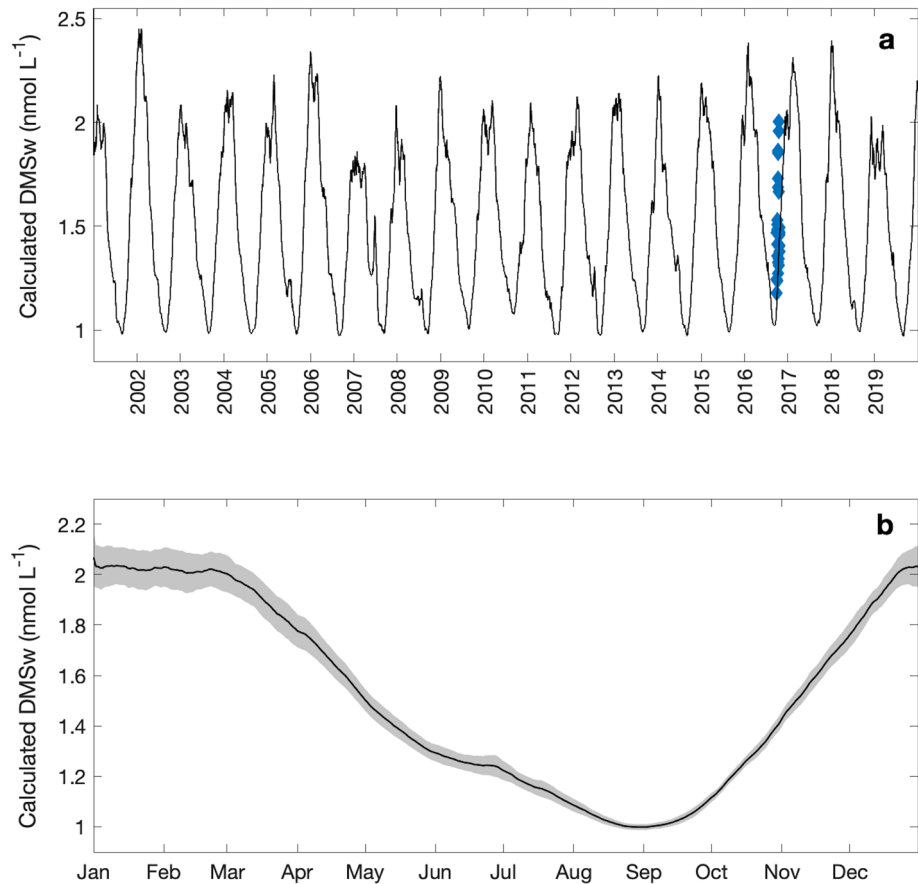 a
Calculated DMSw (nmol L⁻¹)
2.5
2
1.5
1
2002 2003 2004 2005 2006 2007 2008 2009 2010 2011 2012 2013 2014 2015 2016 2017 2018 2019
b
Calculated DMSw (nmol L⁻¹)
2.2
2
1.8
1.6
1.4
1.2
1
Jan Feb Mar Apr May Jun Jul Aug Sep Oct Nov Dec